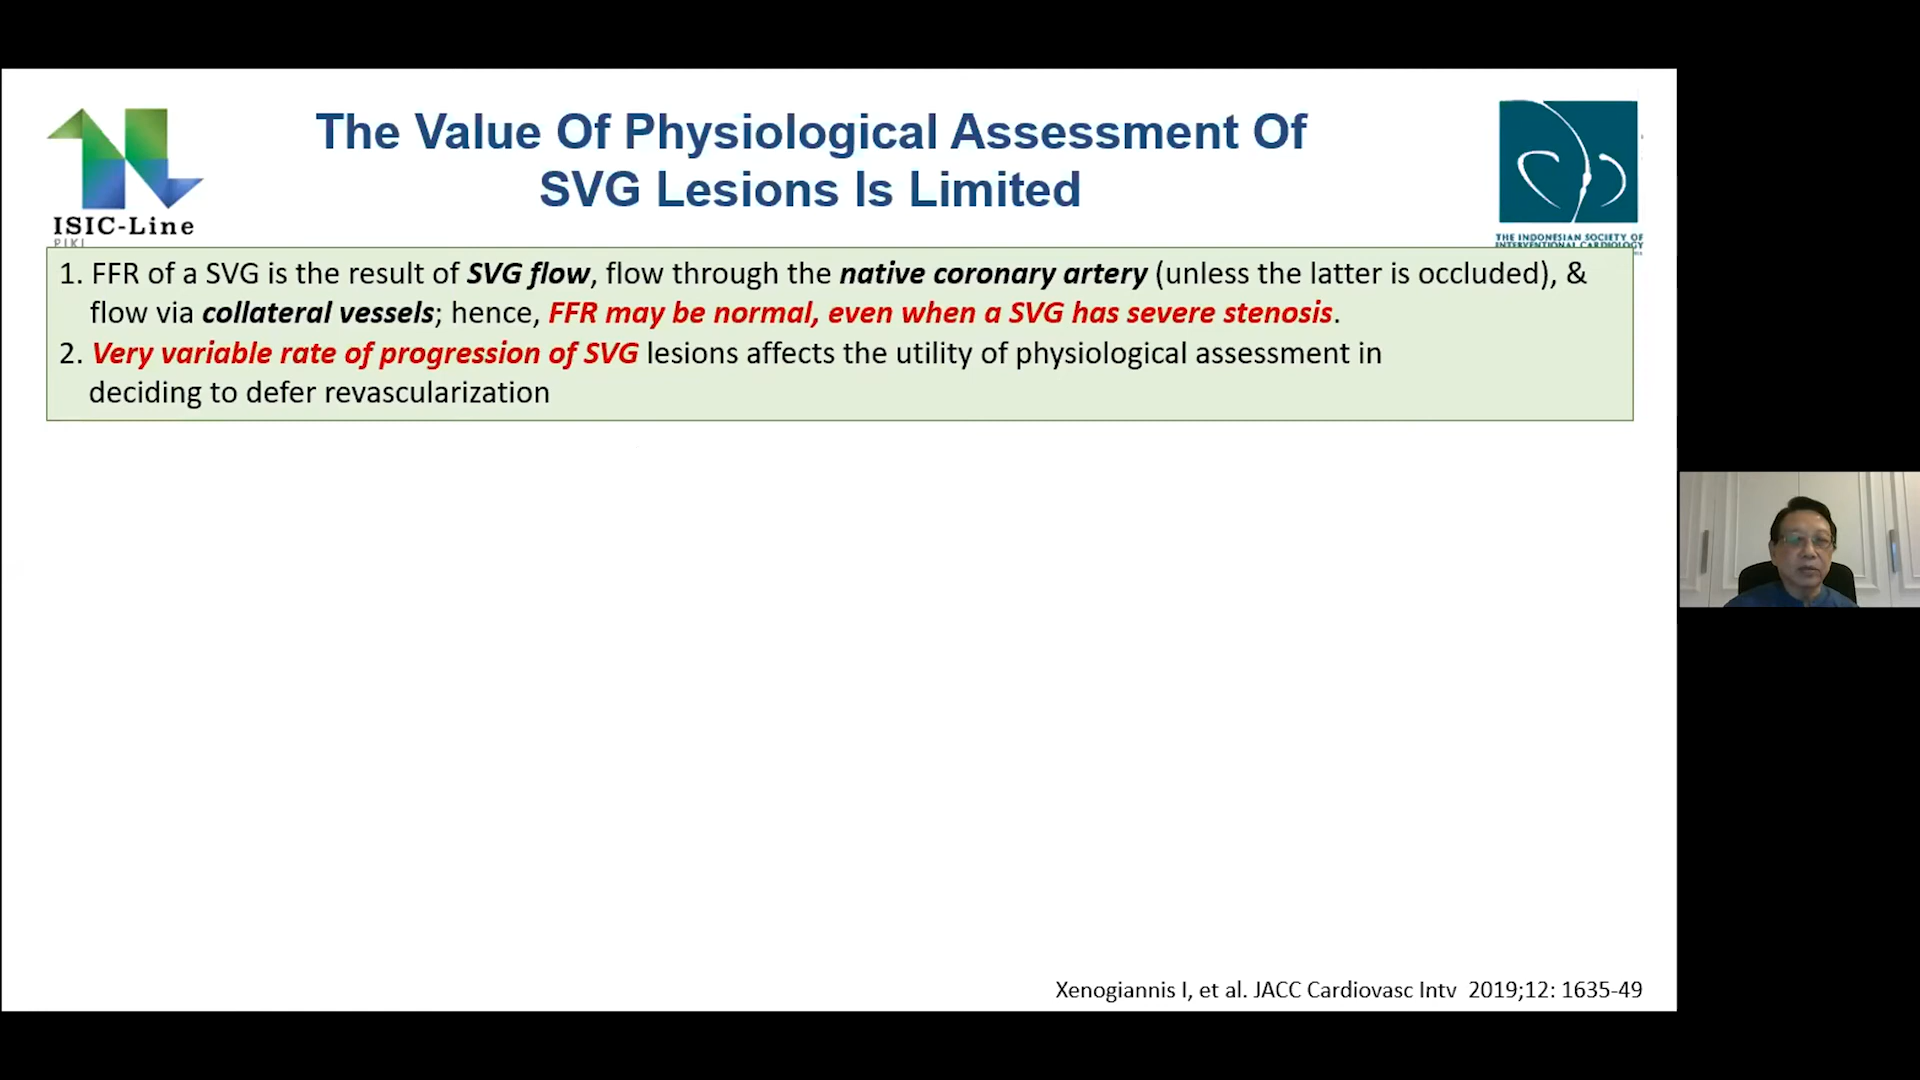 The Value Of Physiological Assessment Of
SVG Lesions Is Limited
ISIC-Line
PIKI
THE INDONESIAN SOCIETY OF
INTERVENTIONAL CARDIOLOGY
1. FFR of a SVG is the result of SVG flow, flow through the native coronary artery (unless the latter is occluded), &
flow via collateral vessels; hence, FFR may be normal, even when a SVG has severe stenosis.
2. Very variable rate of progression of SVG lesions affects the utility of physiological assessment in
deciding to defer revascularization
Xenogiannis I, et al. JACC Cardiovasc Intv 2019;12: 1635-49